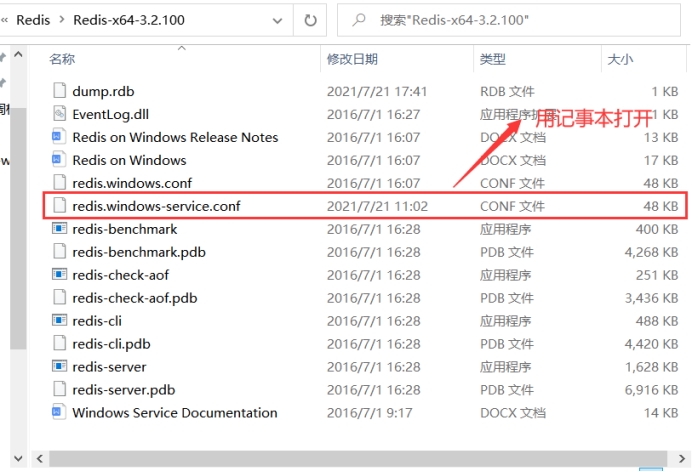 « Redis > Redis-x64-3.2.100
搜索"Redis-x64-3.2.100"
名称 修改日期 类型 大小
dump.rdb 2021/7/21 17:41 RDB 文件 1 KB
EventLog.dll 2016/7/1 16:27 应用程序扩展 1 KB
用记事本打开
Redis on Windows Release Notes 2016/7/1 16:07 DOCX 文档 13 KB
Redis on Windows 2016/7/1 16:07 DOCX 文档 17 KB
redis.windows.conf 2016/7/1 16:07 CONF 文件 48 KB
redis.windows-service.conf 2021/7/21 11:02 CONF 文件 48 KB
redis-benchmark 2016/7/1 16:28 应用程序 400 KB
redis-benchmark.pdb 2016/7/1 16:28 PDB 文件 4,268 KB
redis-check-aof 2016/7/1 16:28 应用程序 251 KB
redis-check-aof.pdb 2016/7/1 16:28 PDB 文件 3,436 KB
redis-cli 2016/7/1 16:28 应用程序 488 KB
redis-cli.pdb 2016/7/1 16:28 PDB 文件 4,420 KB
redis-server 2016/7/1 16:28 应用程序 1,628 KB
redis-server.pdb 2016/7/1 16:28 PDB 文件 6,916 KB
Windows Service Documentation 2016/7/1 9:17 DOCX 文档 14 KB